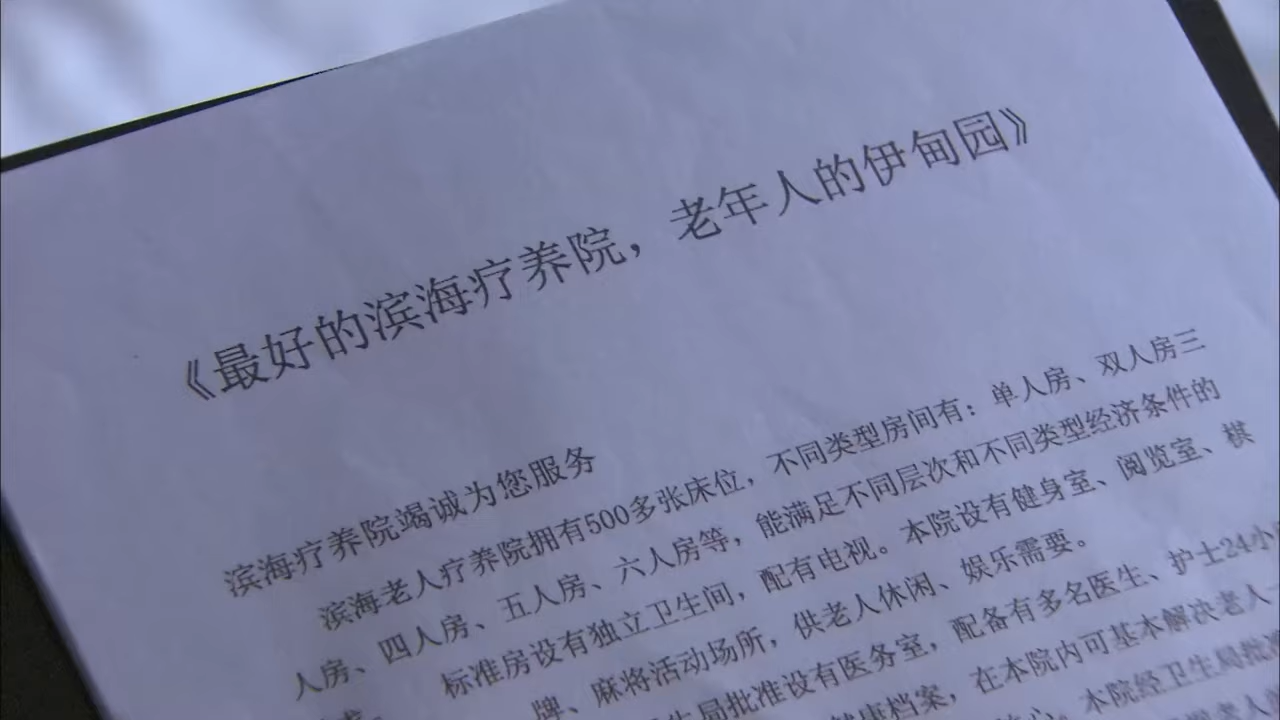 《最好的滨海疗养院，老年人的伊甸园》
滨海疗养院竭诚为您服务
滨海老人疗养院拥有500多张床位，不同类型房间有：单人房、双人房三
人房、四人房、五人房、六人房等，能满足不同层次和不同类型经济条件的
标准房设有独立卫生间，配有电视。本院设有健身室、阅览室、棋
牌、麻将活动场所，供老人休闲、娱乐需要。
生局批准设有医务室，配备有多名医生、护士24小
健康档案，在本院内可基本解决老人
本院经卫生局批